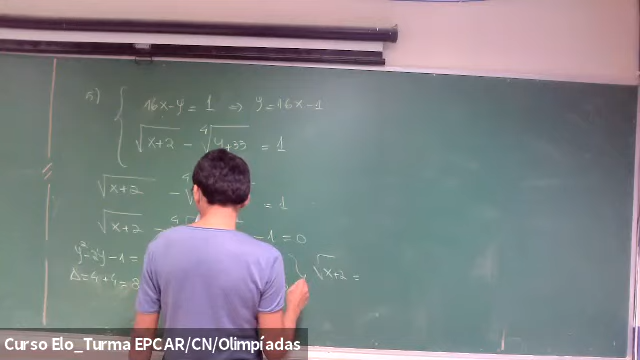 16x-y=1 ⇒ y=16x-1
√(x+2) - ⁴√(y+33) = 1
√(x+2) - = 1
√(x+2) - -1=0
y²-2y-1=
Δ=4+4=8
√(x+2) =
Curso Elo_Turma EPCAR/CN/Olimpíadas